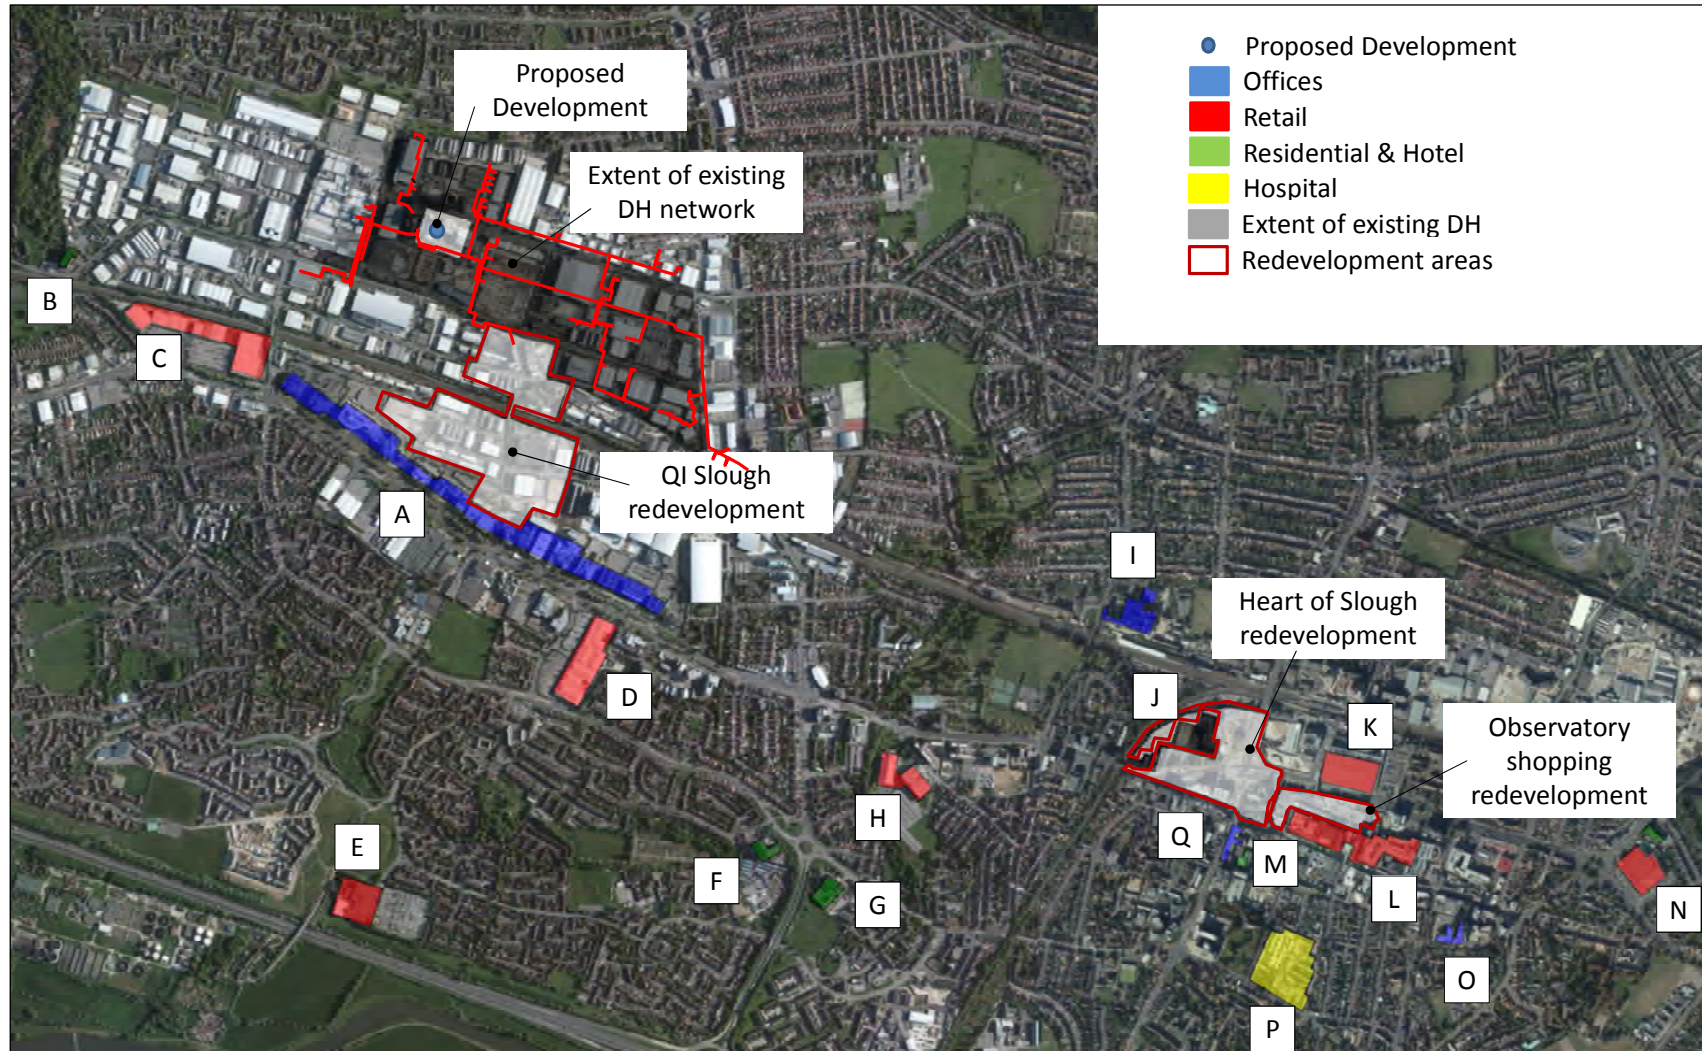 Proposed Development
Offices
Retail
Residential & Hotel
Hospital
Extent of existing DH
Redevelopment areas
Proposed
Development
Extent of existing
DH network
B
C
A
QI Slough
redevelopment
I
Heart of Slough
redevelopment
D
J
K
Observatory
shopping
redevelopment
H
E
Q
M
F
G
L
N
O
P